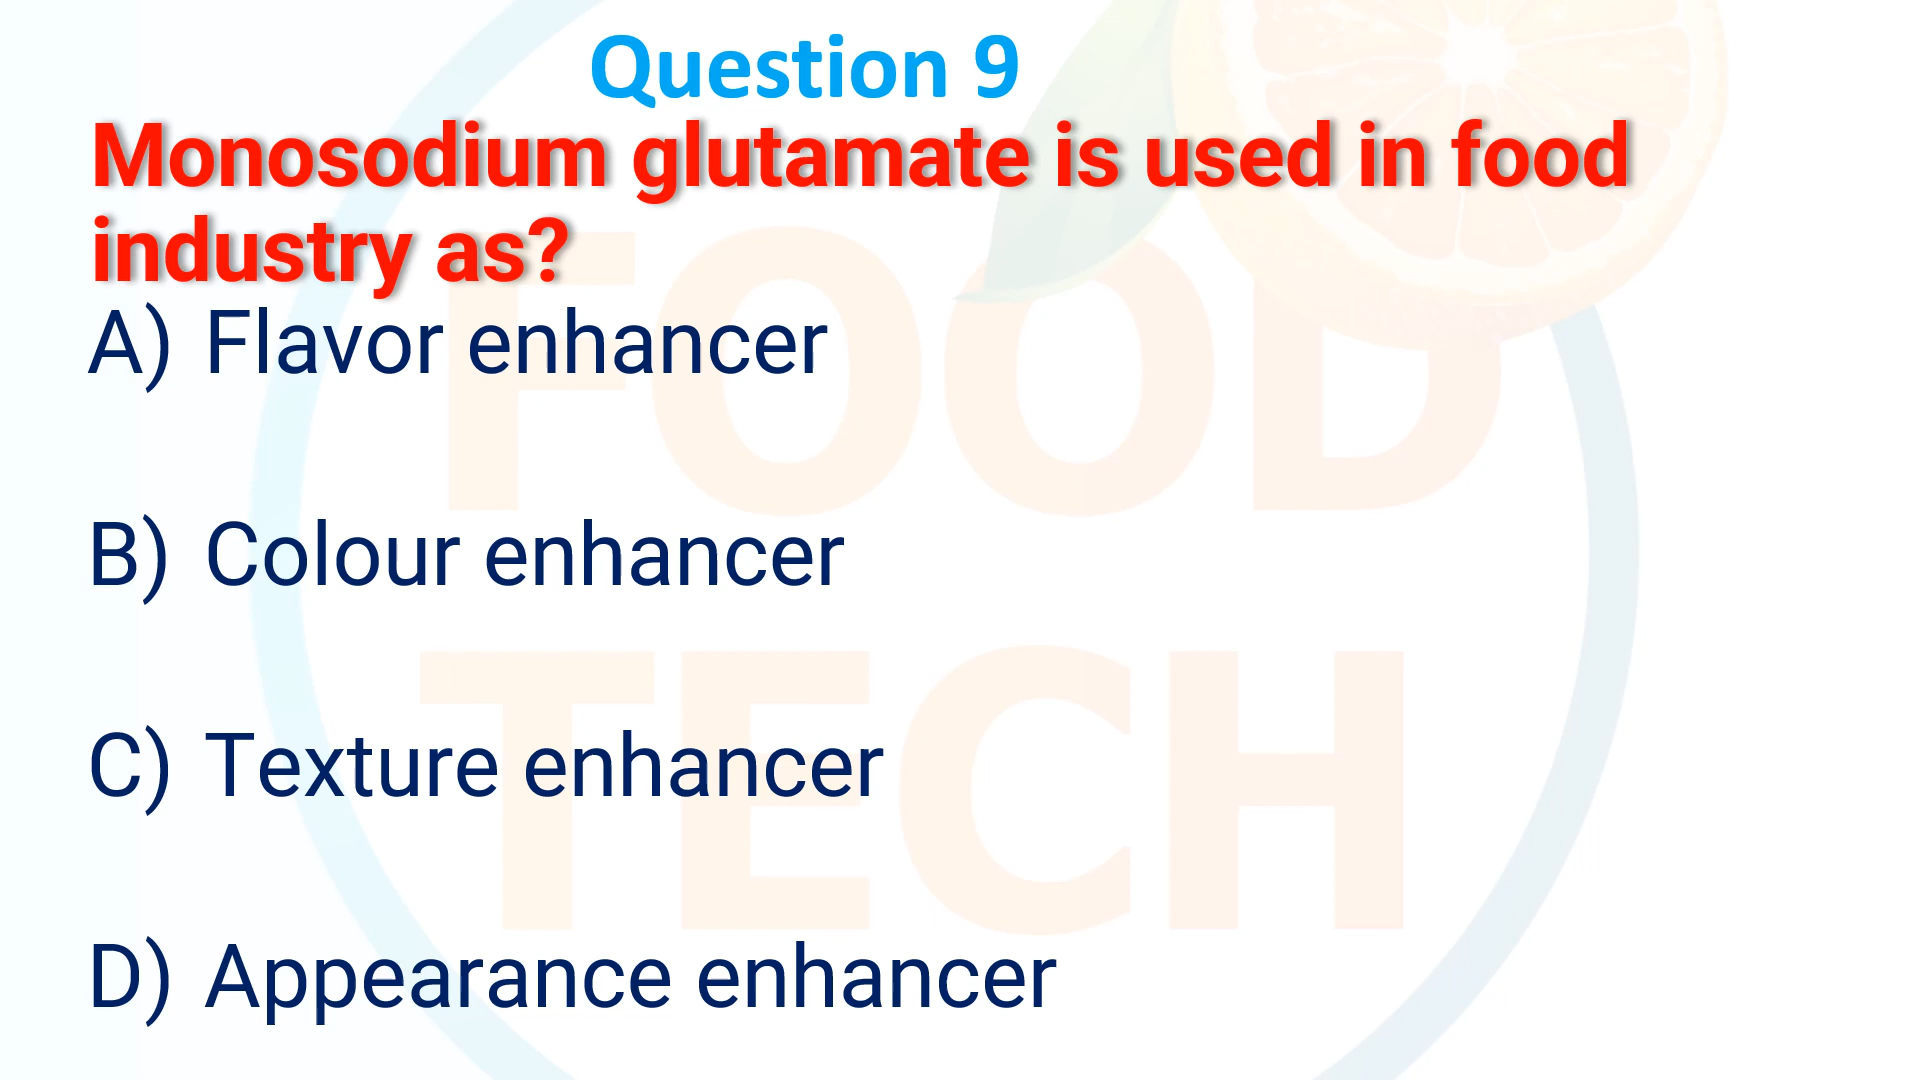 Question 9
Monosodium glutamate is used in food
industry as?
A) Flavor enhancer
B) Colour enhancer
C) Texture enhancer
D) Appearance enhancer
FOOD
TECH